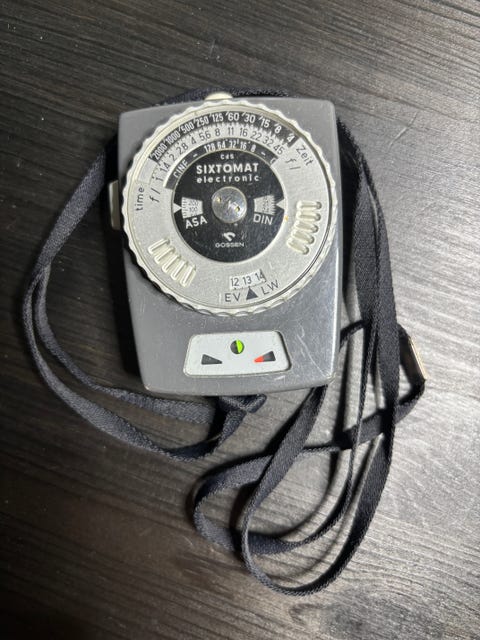 2000 1000 500 250 125 60 30 15 8 4
time
Zeit
f/ 1 1.4 2 2.8 4 5.6 8 11 16 22 32 45 f/
CINE - 128 64 32 16 8 - C
CdS
SIXTOMAT
electronic
ASA
DIN
GOSSEN
12 13 14
EV ▲ LW